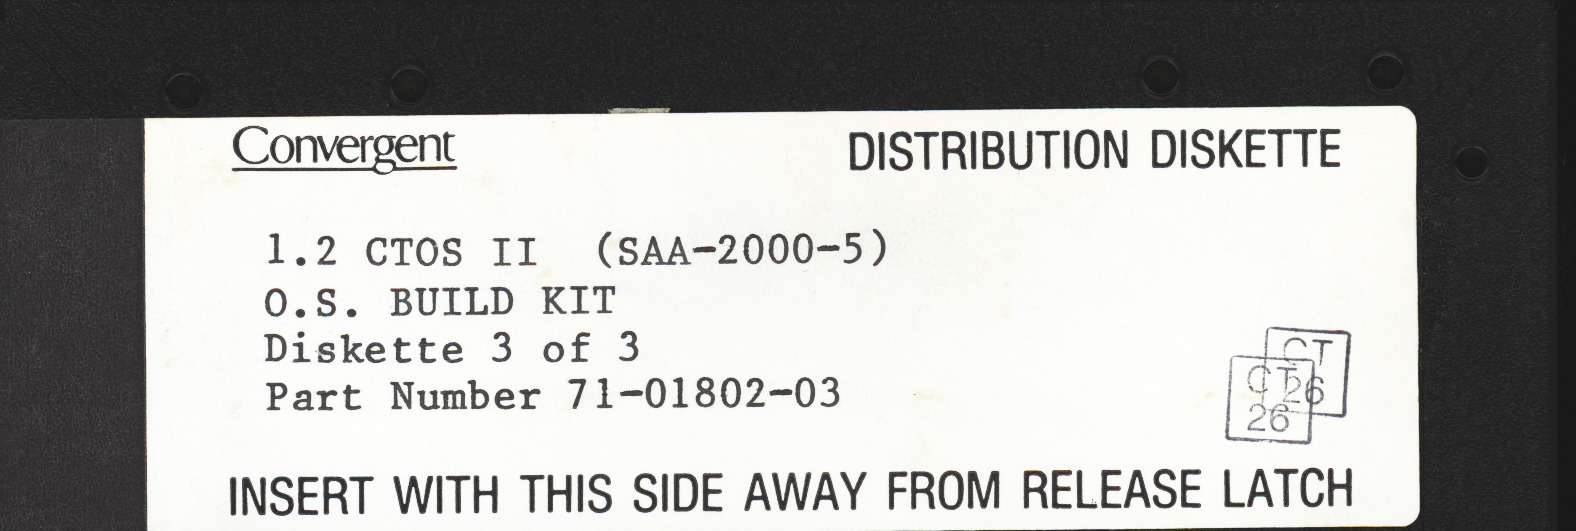 Convergent DISTRIBUTION DISKETTE
1.2 CTOS II (SAA-2000-5)
O.S. BUILD KIT
Diskette 3 of 3
Part Number 71-01802-03
CT
26
CT
26
INSERT WITH THIS SIDE AWAY FROM RELEASE LATCH